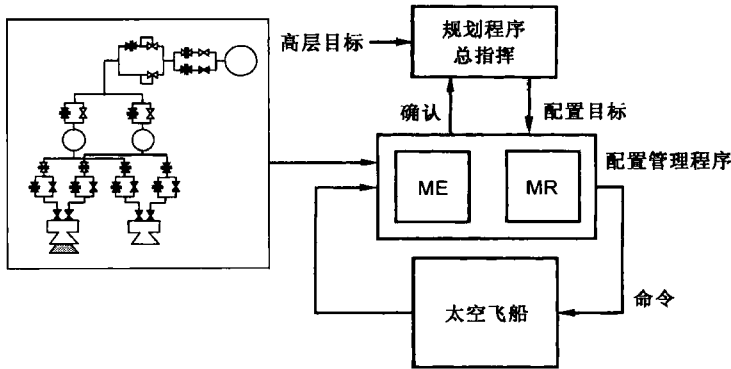 高层目标
规划程序
总指挥
确认
配置目标
配置管理程序
ME
MR
太空飞船
命令